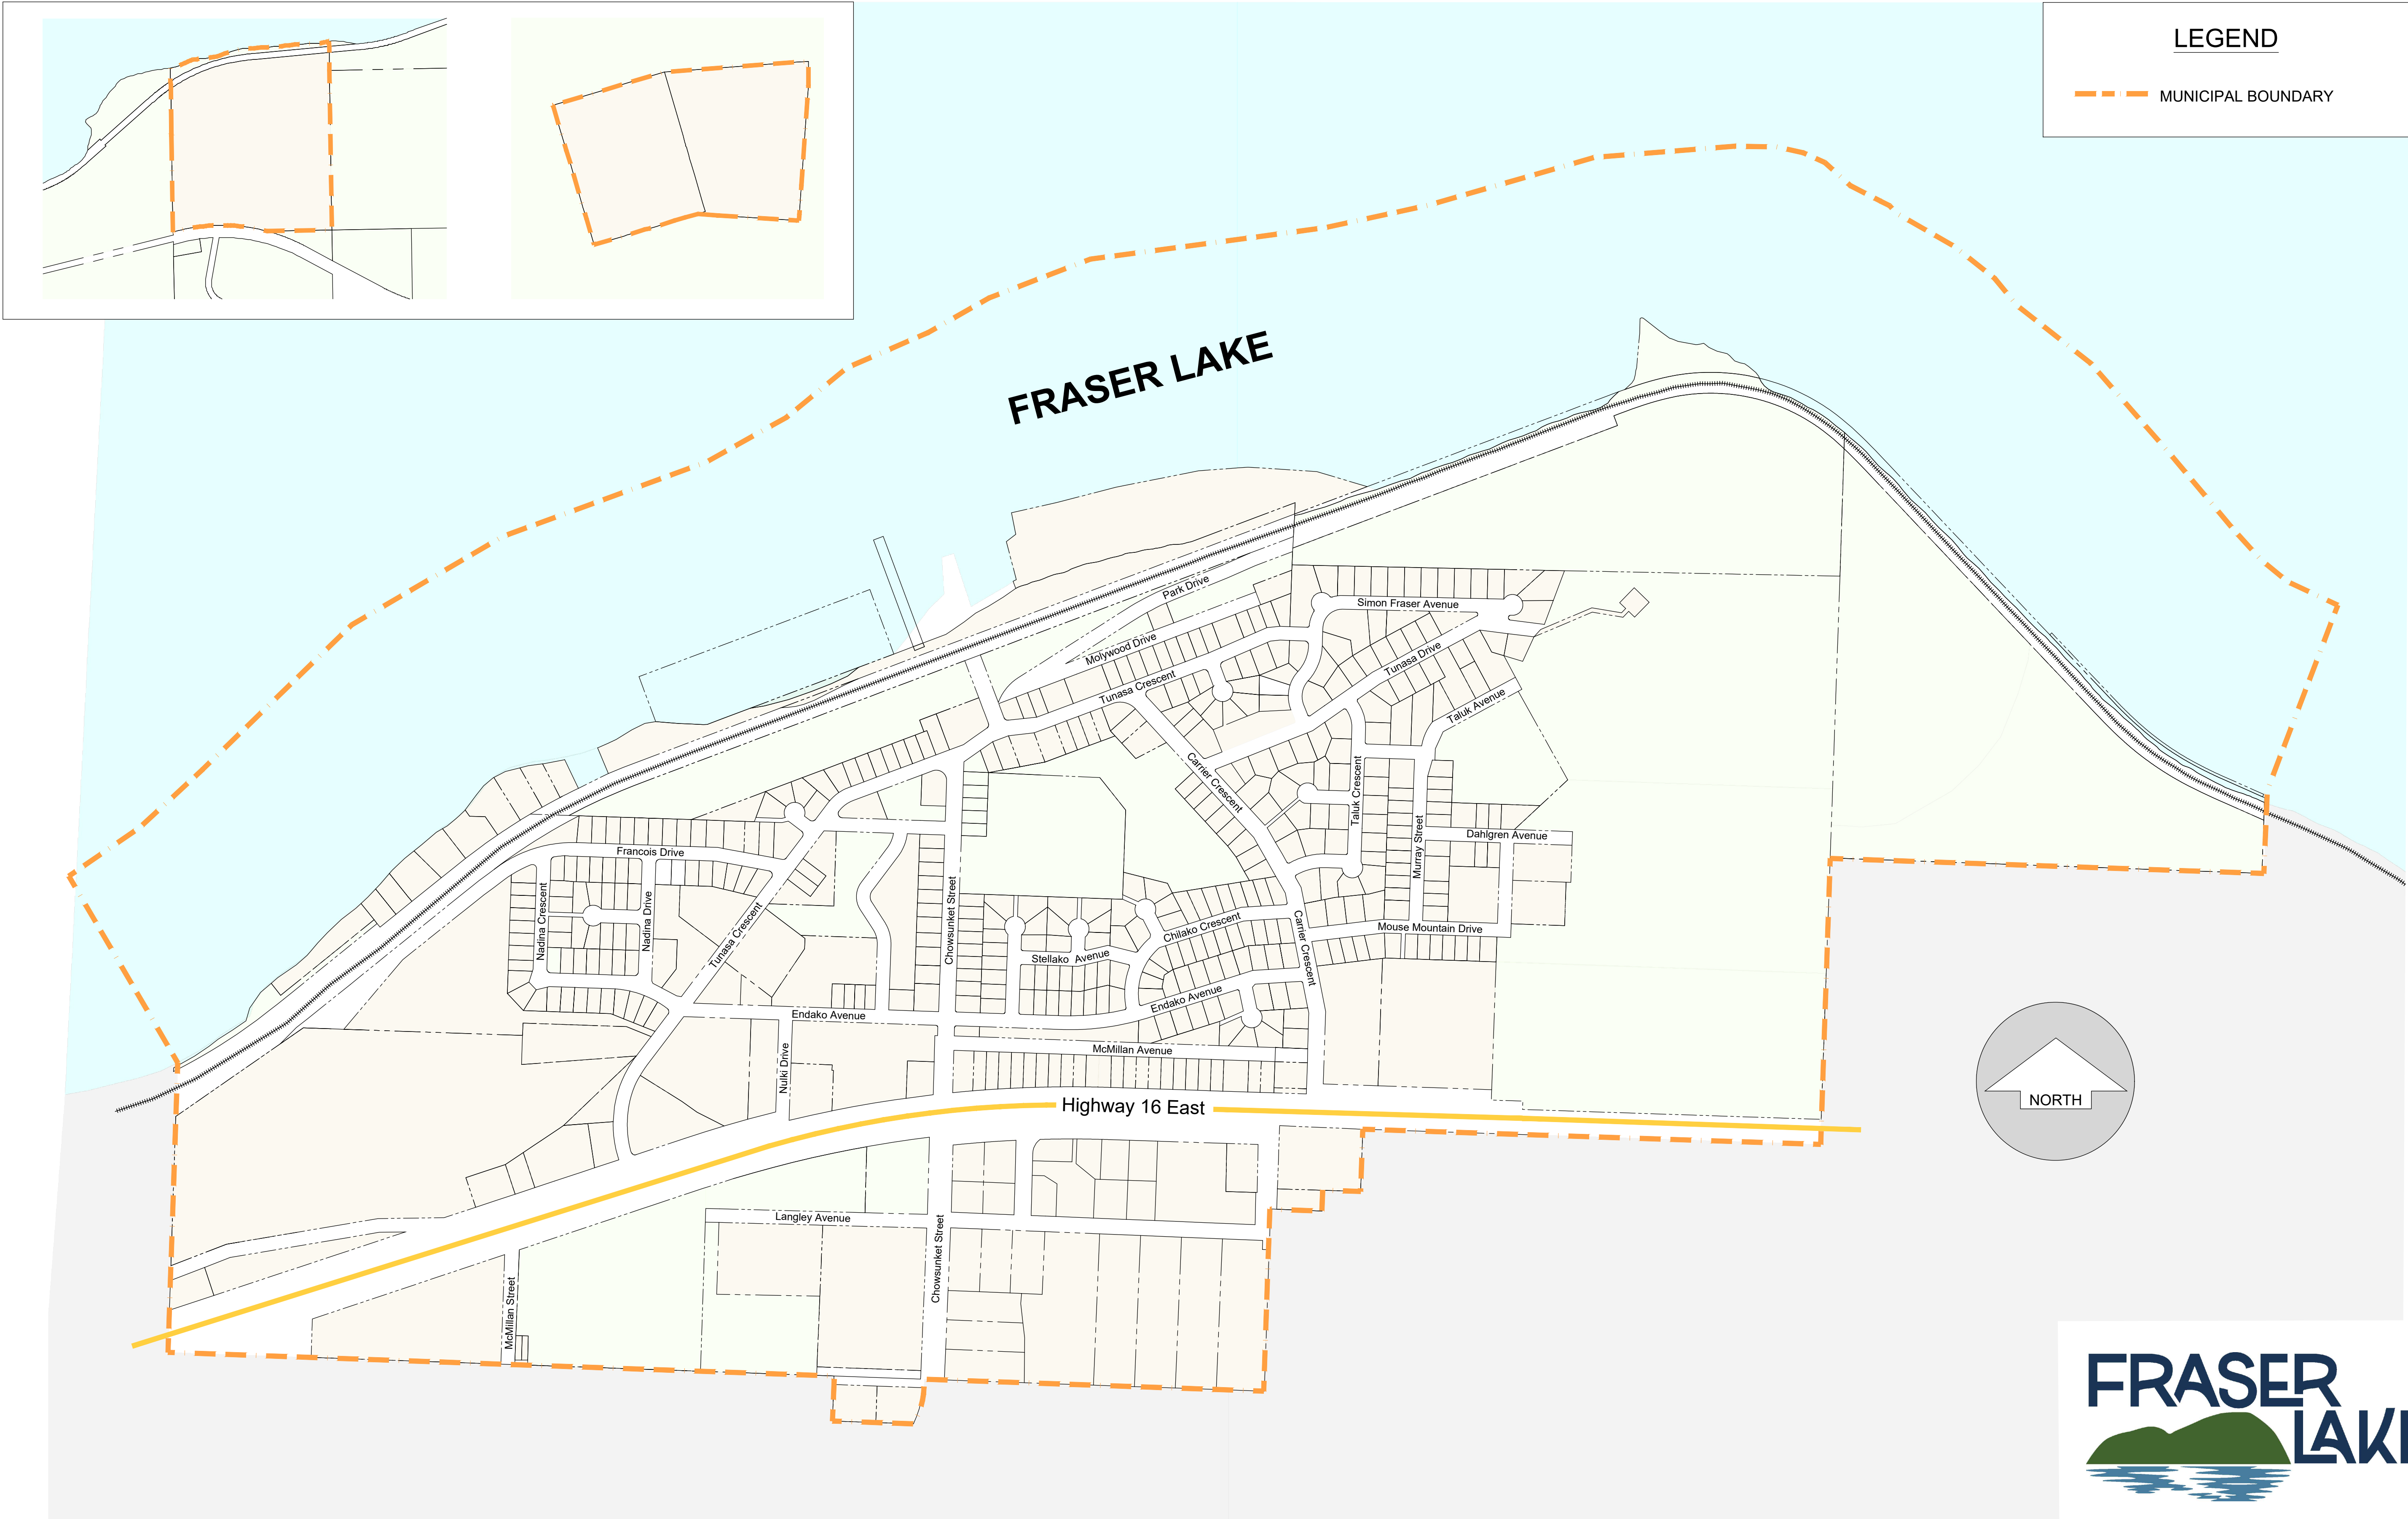 LEGEND
MUNICIPAL BOUNDARY
FRASER LAKE
Park Drive
Simon Fraser Avenue
Molywood Drive
Tunasa Drive
Tunasa Crescent
Taluk Avenue
Carrier Crescent
Taluk Crescent
Murray Street
Dahlgren Avenue
Francois Drive
Nadina Crescent
Nadina Drive
Tunasa Crescent
Chowsunket Street
Chilako Crescent
Carrier Crescent
Mouse Mountain Drive
Stellako Avenue
Endako Avenue
Endako Avenue
McMillan Avenue
Nulki Drive
Highway 16 East
NORTH
Langley Avenue
Chowsunket Street
McMillan Street
FRASER
LAK